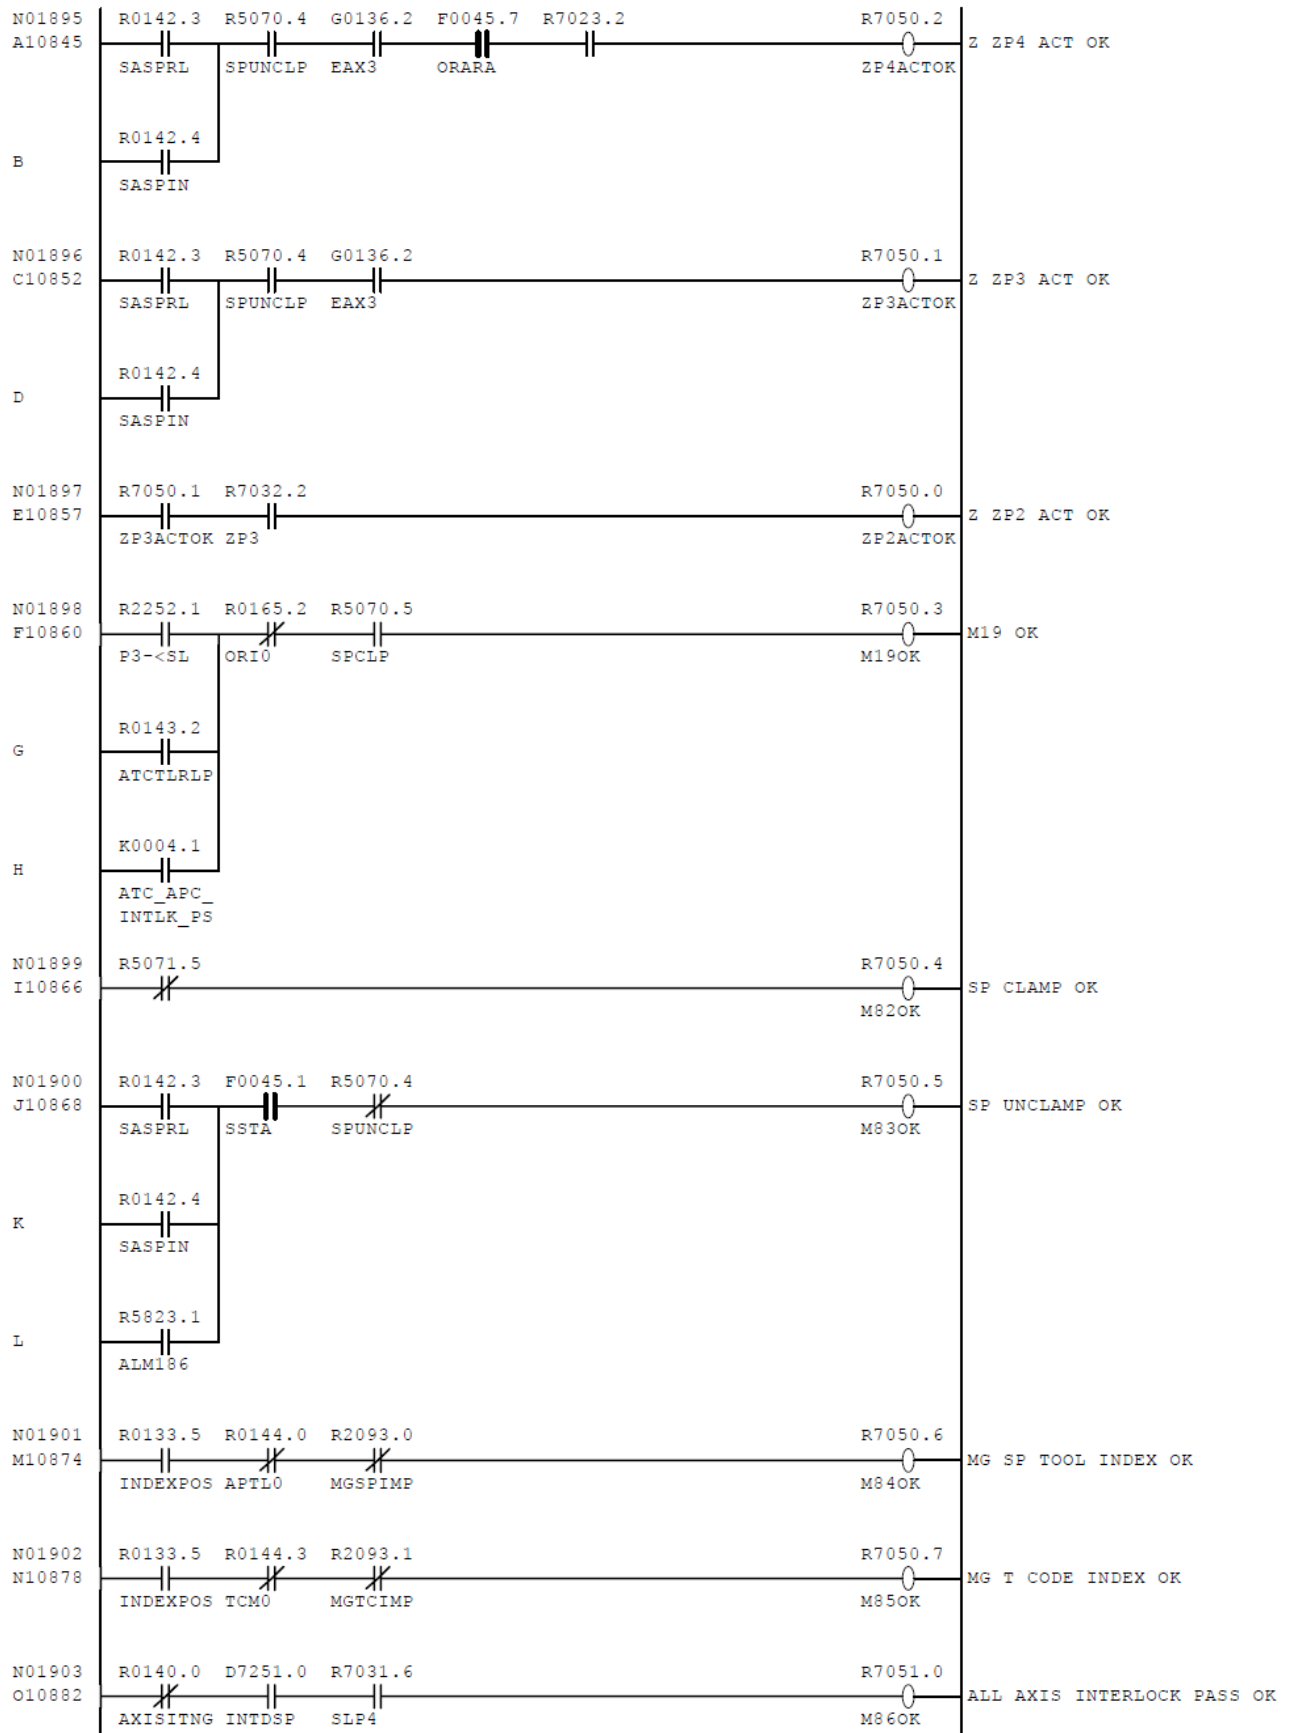 N01895 R0142.3 R5070.4 G0136.2 F0045.7 R7023.2 R7050.2
A10845 Z ZP4 ACT OK
SASPRL SPUNCLP EAX3 ORARA ZP4ACTOK
R0142.4
B
SASPIN
N01896 R0142.3 R5070.4 G0136.2 R7050.1
C10852 Z ZP3 ACT OK
SASPRL SPUNCLP EAX3 ZP3ACTOK
R0142.4
D
SASPIN
N01897 R7050.1 R7032.2 R7050.0
E10857 Z ZP2 ACT OK
ZP3ACTOK ZP3 ZP2ACTOK
N01898 R2252.1 R0165.2 R5070.5 R7050.3
F10860 M19 OK
P3-<SL ORI0 SPCLP M19OK
R0143.2
G
ATCTLRLP
K0004.1
H
ATC_APC_
INTLK_PS
N01899 R5071.5 R7050.4
I10866 SP CLAMP OK
M82OK
N01900 R0142.3 F0045.1 R5070.4 R7050.5
J10868 SP UNCLAMP OK
SASPRL SSTA SPUNCLP M83OK
R0142.4
K
SASPIN
R5823.1
L
ALM186
N01901 R0133.5 R0144.0 R2093.0 R7050.6
M10874 MG SP TOOL INDEX OK
INDEXPOS APTL0 MGSPIMP M84OK
N01902 R0133.5 R0144.3 R2093.1 R7050.7
N10878 MG T CODE INDEX OK
INDEXPOS TCM0 MGTCIMP M85OK
N01903 R0140.0 D7251.0 R7031.6 R7051.0
O10882 ALL AXIS INTERLOCK PASS OK
AXISITNG INTDSP SLP4 M86OK